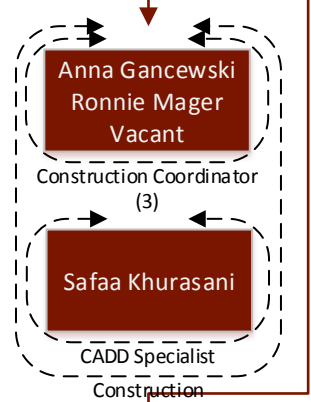 Anna Gancewski
Ronnie Mager
Vacant
Construction Coordinator
(3)
Safaa Khurasani
CADD Specialist
Construction